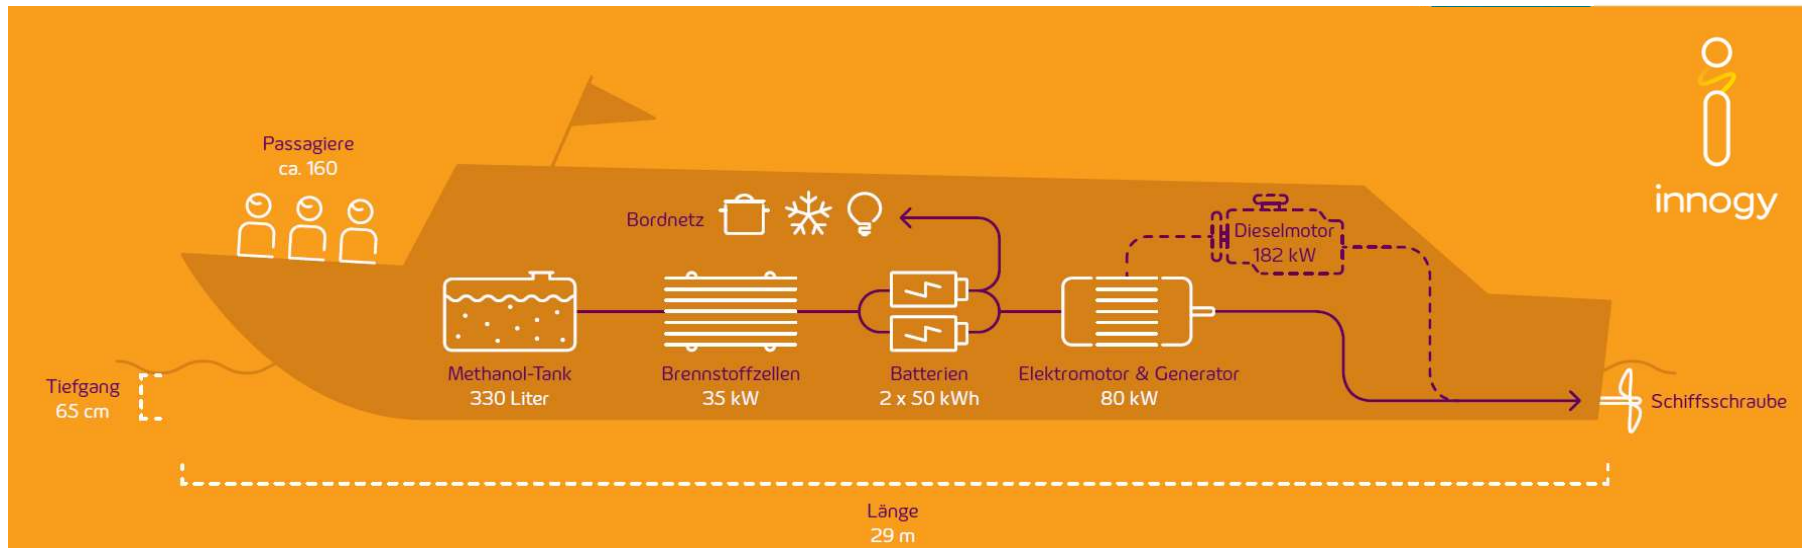 Passagiere
ca. 160
innogy
Bordnetz
Dieselmotor
182 kW
Methanol-Tank
330 Liter
Brennstoffzellen
35 kW
Batterien
2 x 50 kWh
Elektromotor & Generator
80 kW
Tiefgang
65 cm
Schiffsschraube
Länge
29 m